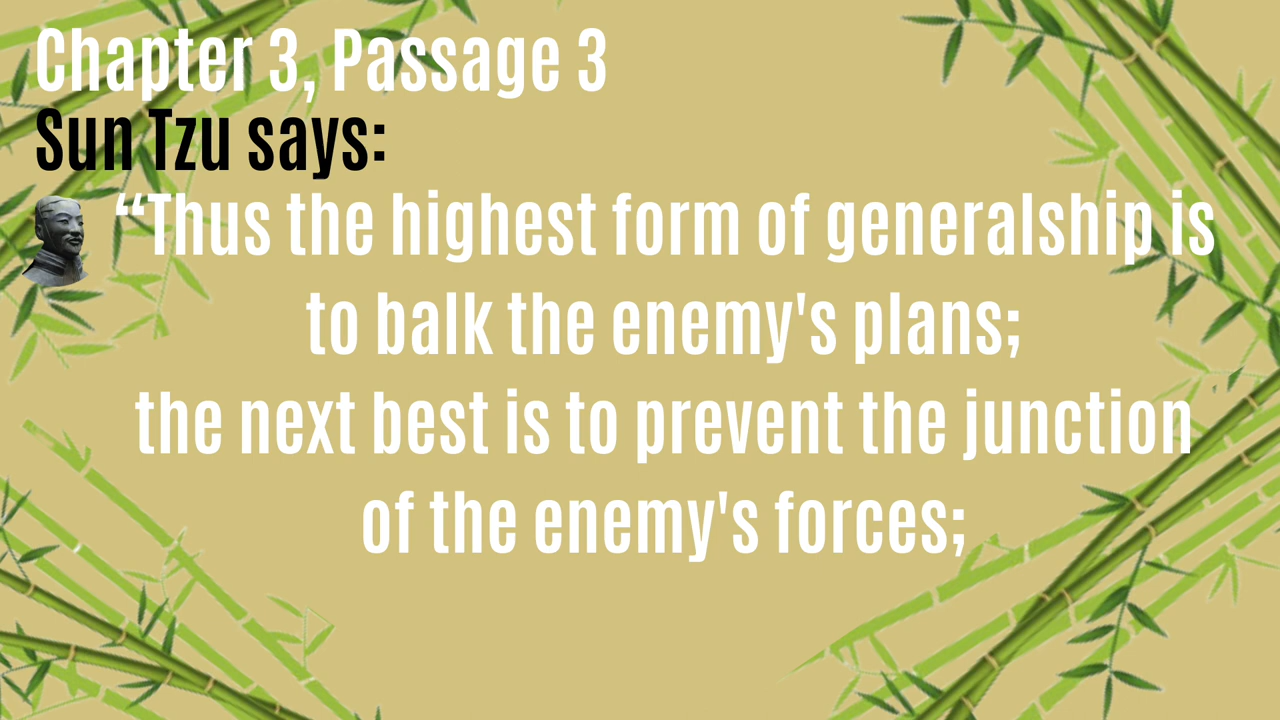 Chapter 3, Passage 3
Sun Tzu says:
“Thus the highest form of generalship is
to balk the enemy's plans;
the next best is to prevent the junction
of the enemy's forces;